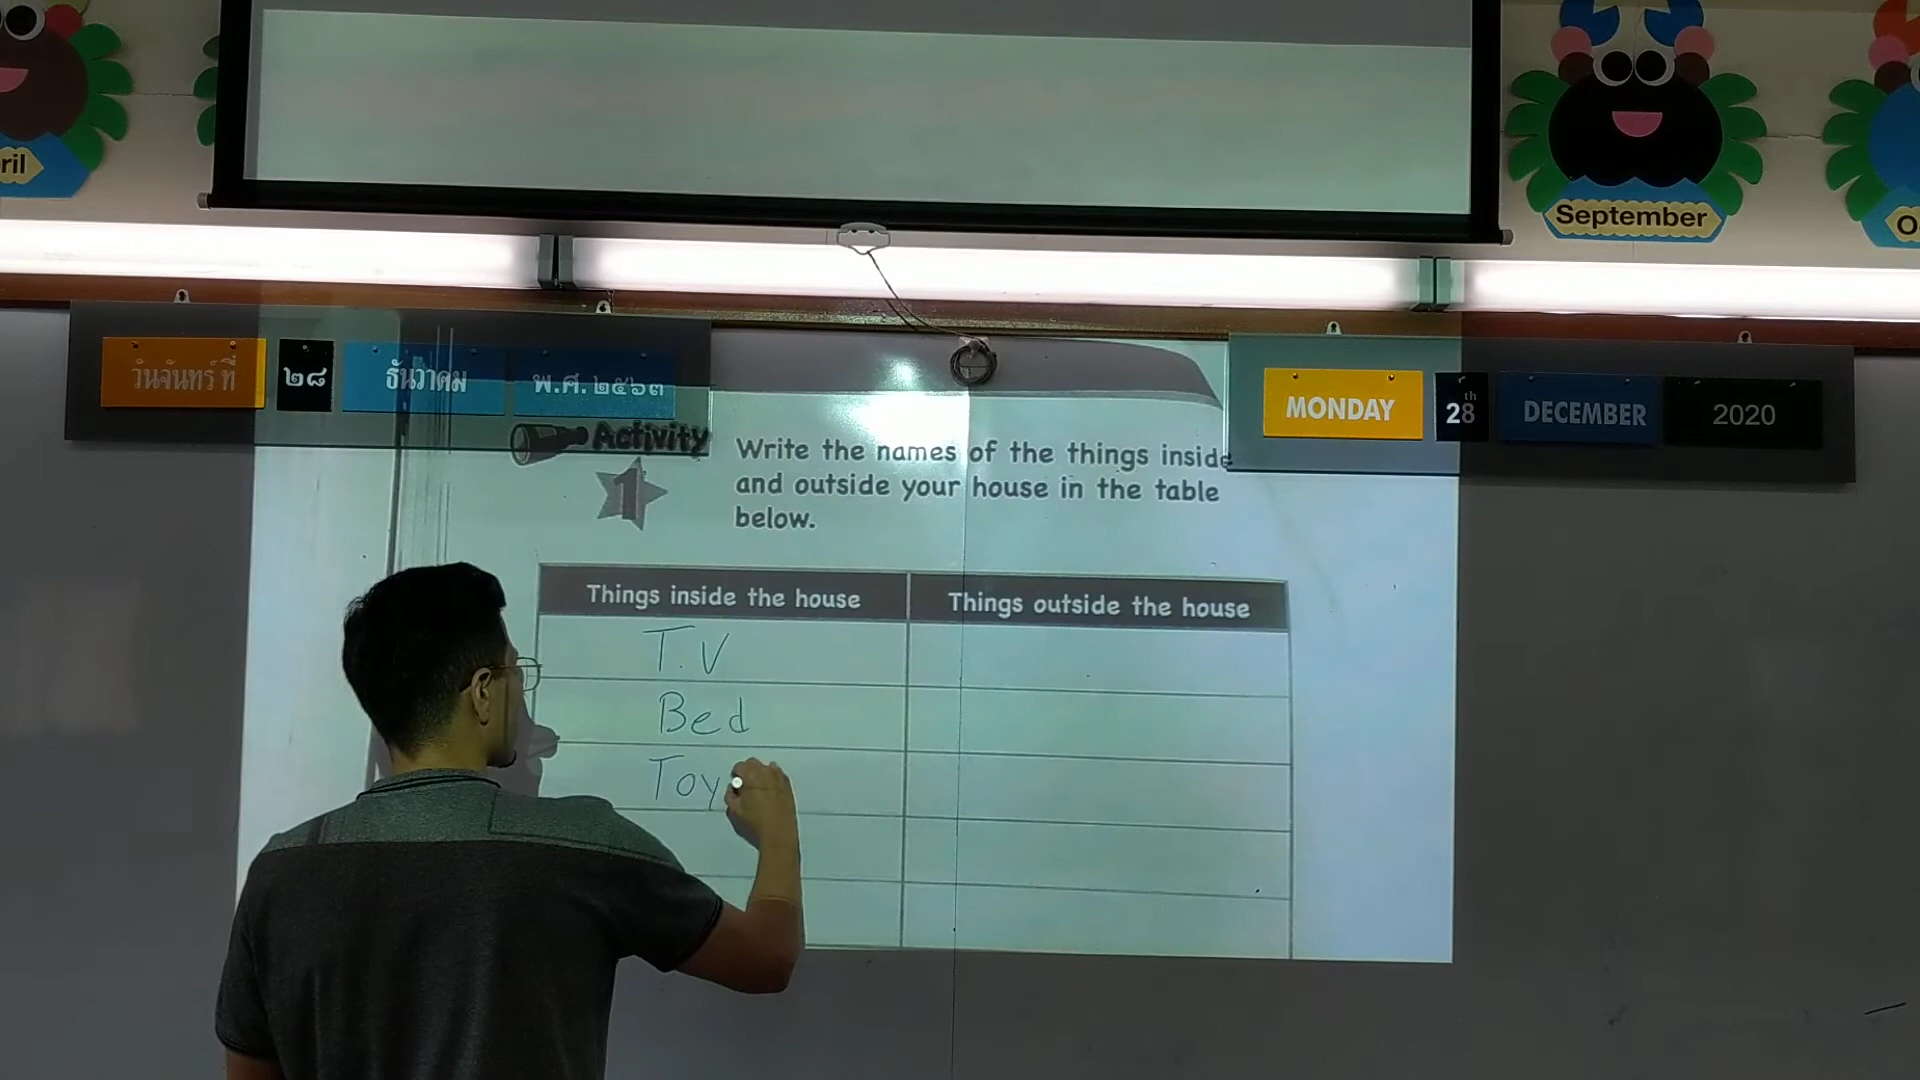 ril
September
O
วันจันทร์ ที่ ๒๘ ธันวาคม พ.ศ. ๒๕๖๓
MONDAY 28th DECEMBER 2020
Activity 1
Write the names of the things inside
and outside your house in the table
below.
Things inside the house Things outside the house
T.V
Bed
Toy